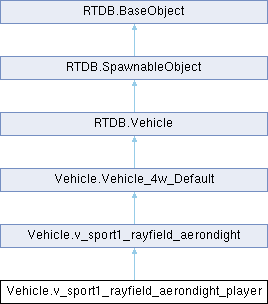 RTDB.BaseObject
RTDB.SpawnableObject
RTDB.Vehicle
Vehicle.Vehicle_4w_Default
Vehicle.v_sport1_rayfield_aerondight
Vehicle.v_sport1_rayfield_aerondight_player